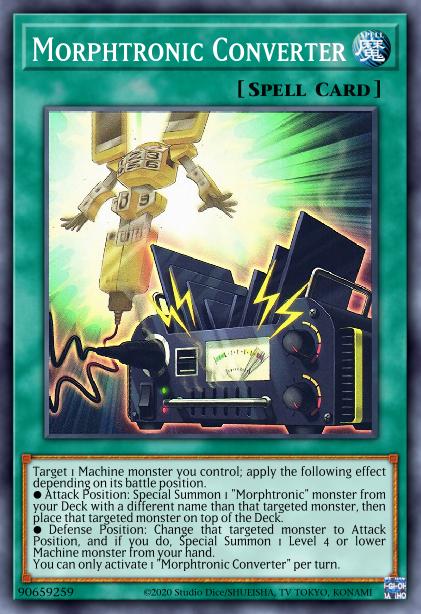 MORPHTRONIC CONVERTER
SPELL
魔
[SPELL CARD]
Target 1 Machine monster you control; apply the following effect
depending on its battle position.
● Attack Position: Special Summon 1 "Morphtronic" monster from
your Deck with a different name than that targeted monster, then
place that targeted monster on top of the Deck.
● Defense Position: Change that targeted monster to Attack
Position, and if you do, Special Summon 1 Level 4 or lower
Machine monster from your hand.
You can only activate 1 "Morphtronic Converter" per turn.
90659259
©2020 Studio Dice/SHUEISHA, TV TOKYO, KONAMI